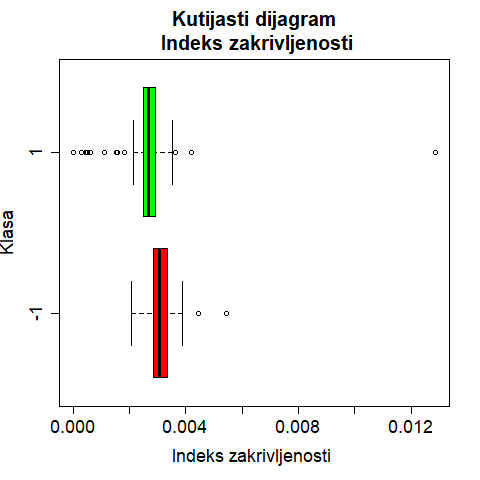 Kutijasti dijagram
Indeks zakrivljenosti
Klasa
1
-1
0.000
0.004
0.008
0.012
Indeks zakrivljenosti